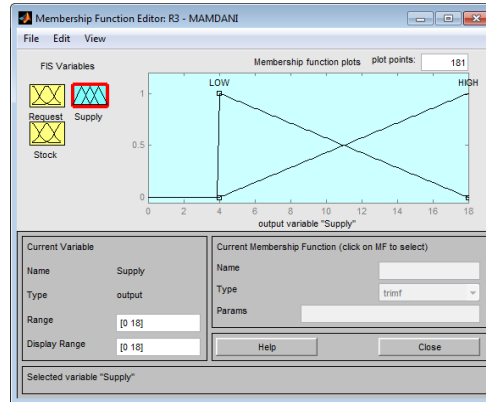 Membership Function Editor: R3 - MAMDANI
File Edit View
FIS Variables
Membership function plots plot points: 181
LOW HIGH
Request Supply
Stock
1
0.5
0
0 2 4 6 8 10 12 14 16 18
output variable "Supply"
Current Variable
Name Supply
Type output
Range [0 18]
Display Range [0 18]
Current Membership Function (click on MF to select)
Name
Type trimf
Params
Help Close
Selected variable "Supply"